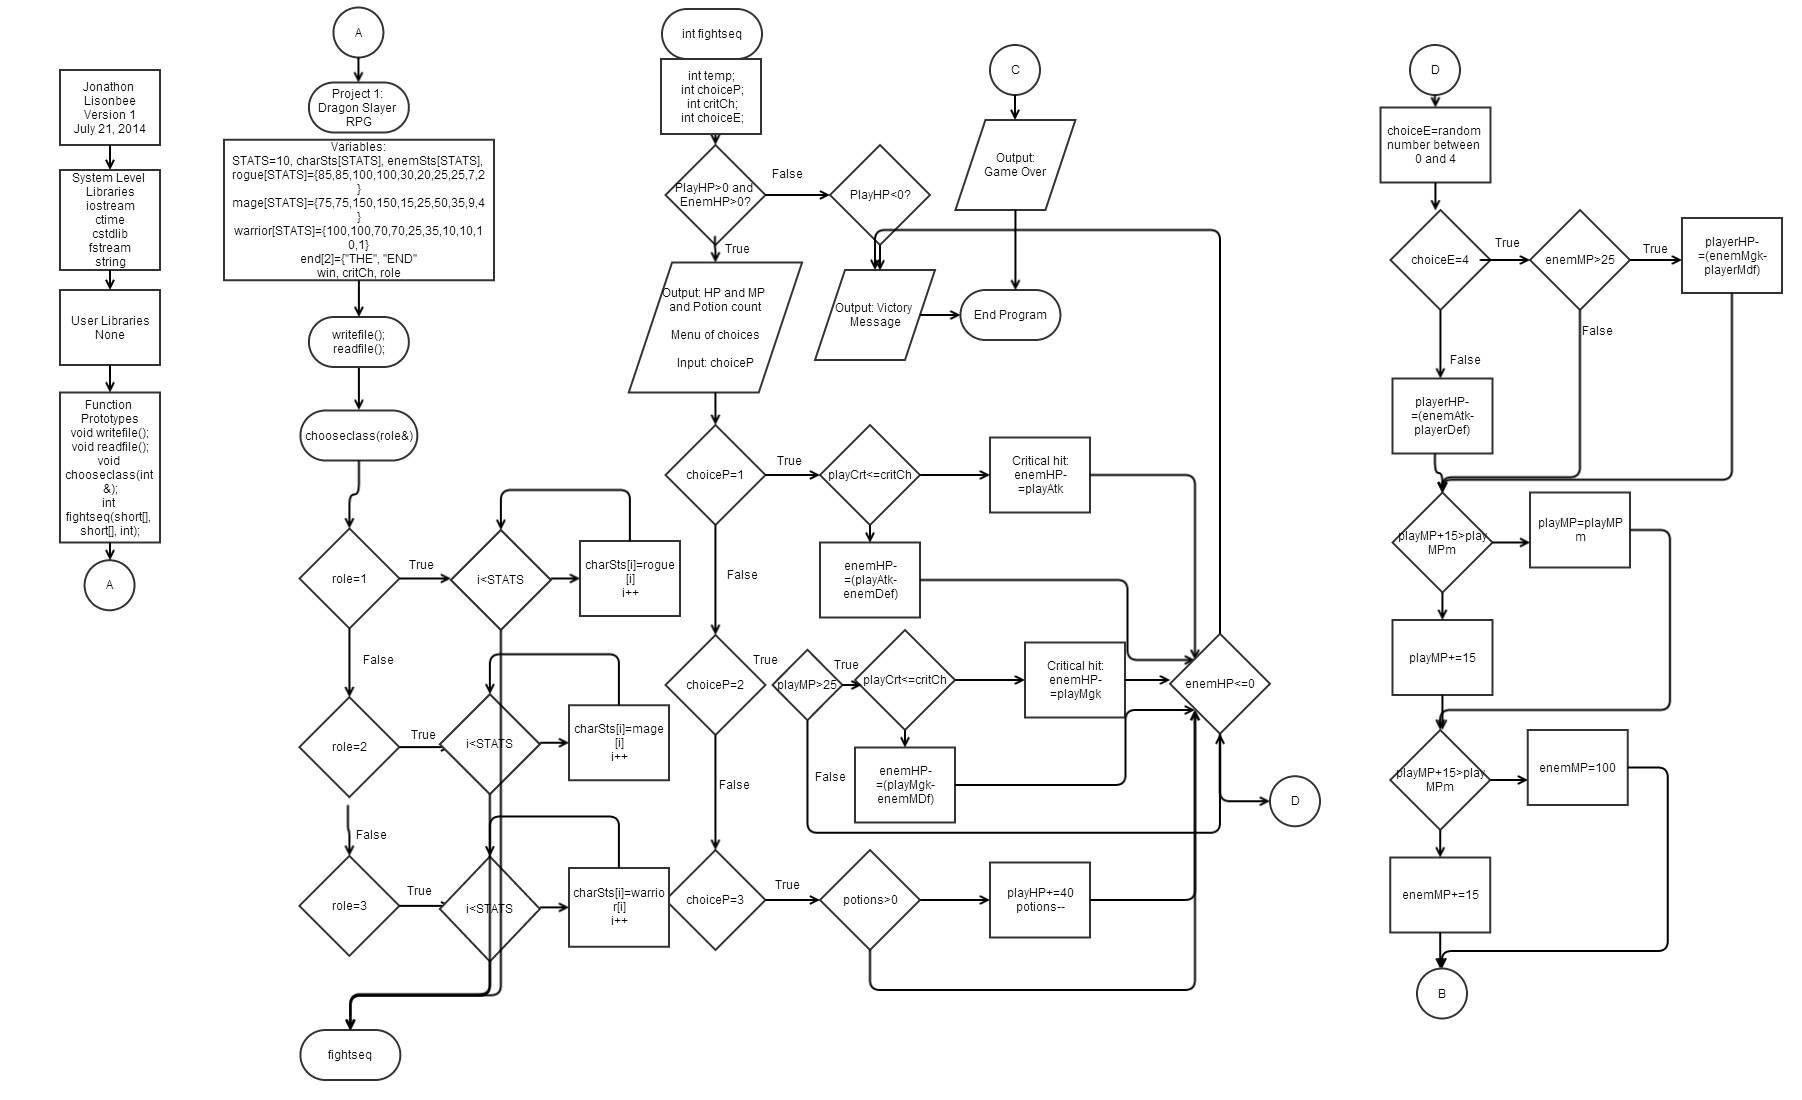 Jonathon
Lisonbee
Version 1
July 21, 2014
System Level
Libraries
iostream
ctime
cstdlib
fstream
string
User Libraries
None
Function
Prototypes
void writefile();
void readfile();
void
chooseclass(int
&);
int
fightseq(short[],
short[], int);
A
A
Project 1:
Dragon Slayer
RPG
Variables:
STATS=10, charSts[STATS], enemSts[STATS],
rogue[STATS]={85,85,100,100,30,20,25,25,7,2
}
mage[STATS]={75,75,150,150,15,25,50,35,9,4
}
warrior[STATS]={100,100,70,70,25,35,10,10,1
0,1}
end[2]={"THE", "END"
win, critCh, role
writefile();
readfile();
chooseclass(role&)
role=1
True
i<STATS
charSts[i]=rogue
[i]
i++
False
role=2
True
i<STATS
charSts[i]=mage
[i]
i++
False
role=3
True
i<STATS
charSts[i]=warrio
r[i]
i++
fightseq
int fightseq
int temp;
int choiceP;
int critCh;
int choiceE;
PlayHP>0 and
EnemHP>0?
False
PlayHP<0?
True
Output: HP and MP
and Potion count
Menu of choices
Input: choiceP
Output: Victory
Message
End Program
C
Output:
Game Over
choiceP=1
True
playCrt<=critCh
Critical hit:
enemHP-
=playAtk
False
enemHP-
=(playAtk-
enemDef)
choiceP=2
True
playMP>25
True
playCrt<=critCh
Critical hit:
enemHP-
=playMgk
enemHP<=0
False
False
enemHP-
=(playMgk-
enemMDf)
D
choiceP=3
True
potions>0
playHP+=40
potions--
D
choiceE=random
number between
0 and 4
choiceE=4
True
enemMP>25
True
playerHP-
=(enemMgk-
playerMdf)
False
False
playerHP-
=(enemAtk-
playerDef)
playMP+15>play
MPm
playMP=playMP
m
playMP+=15
playMP+15>play
MPm
enemMP=100
enemMP+=15
B